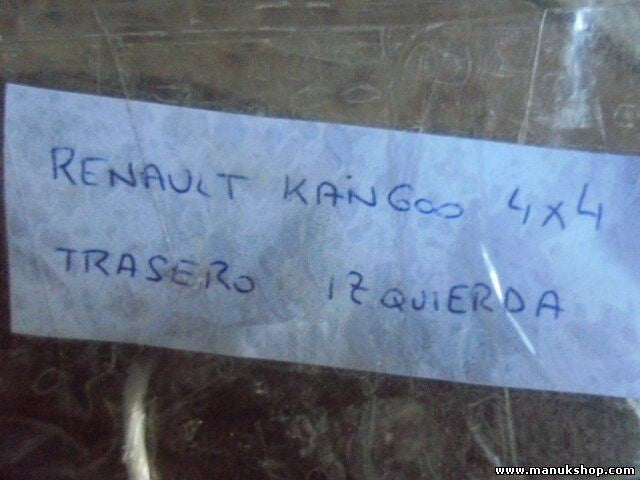 RENAULT KANGOO 4X4
TRASERO IZQUIERDA
www.manukshop.com